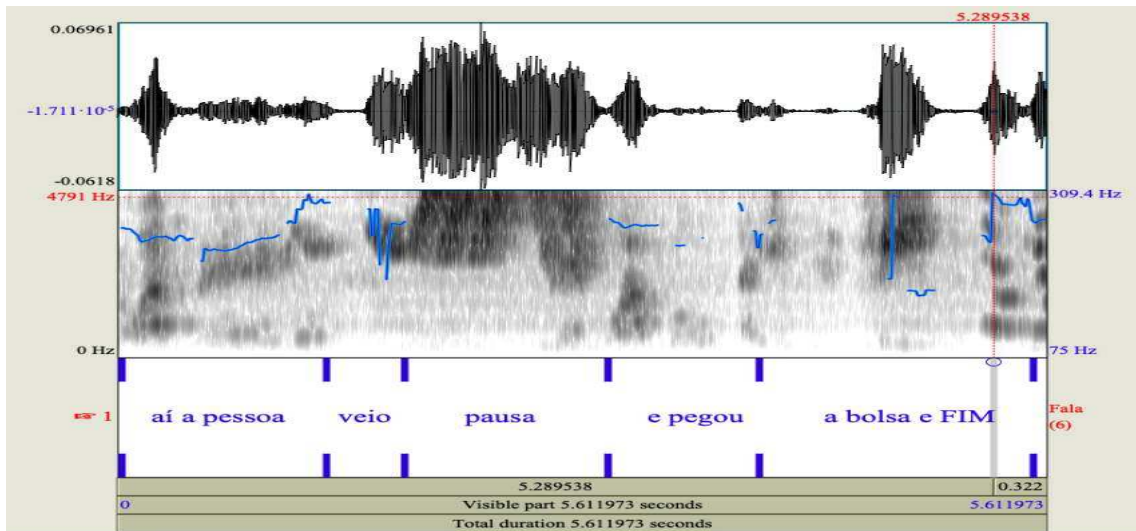 5.289538
0.06961
-1.711·10-5
-0.0618
4791 Hz 309.4 Hz
0 Hz 75 Hz
1 aí a pessoa veio pausa e pegou a bolsa e FIM Fala
(6)
5.289538 0.322
0 Visible part 5.611973 seconds 5.611973
Total duration 5.611973 seconds